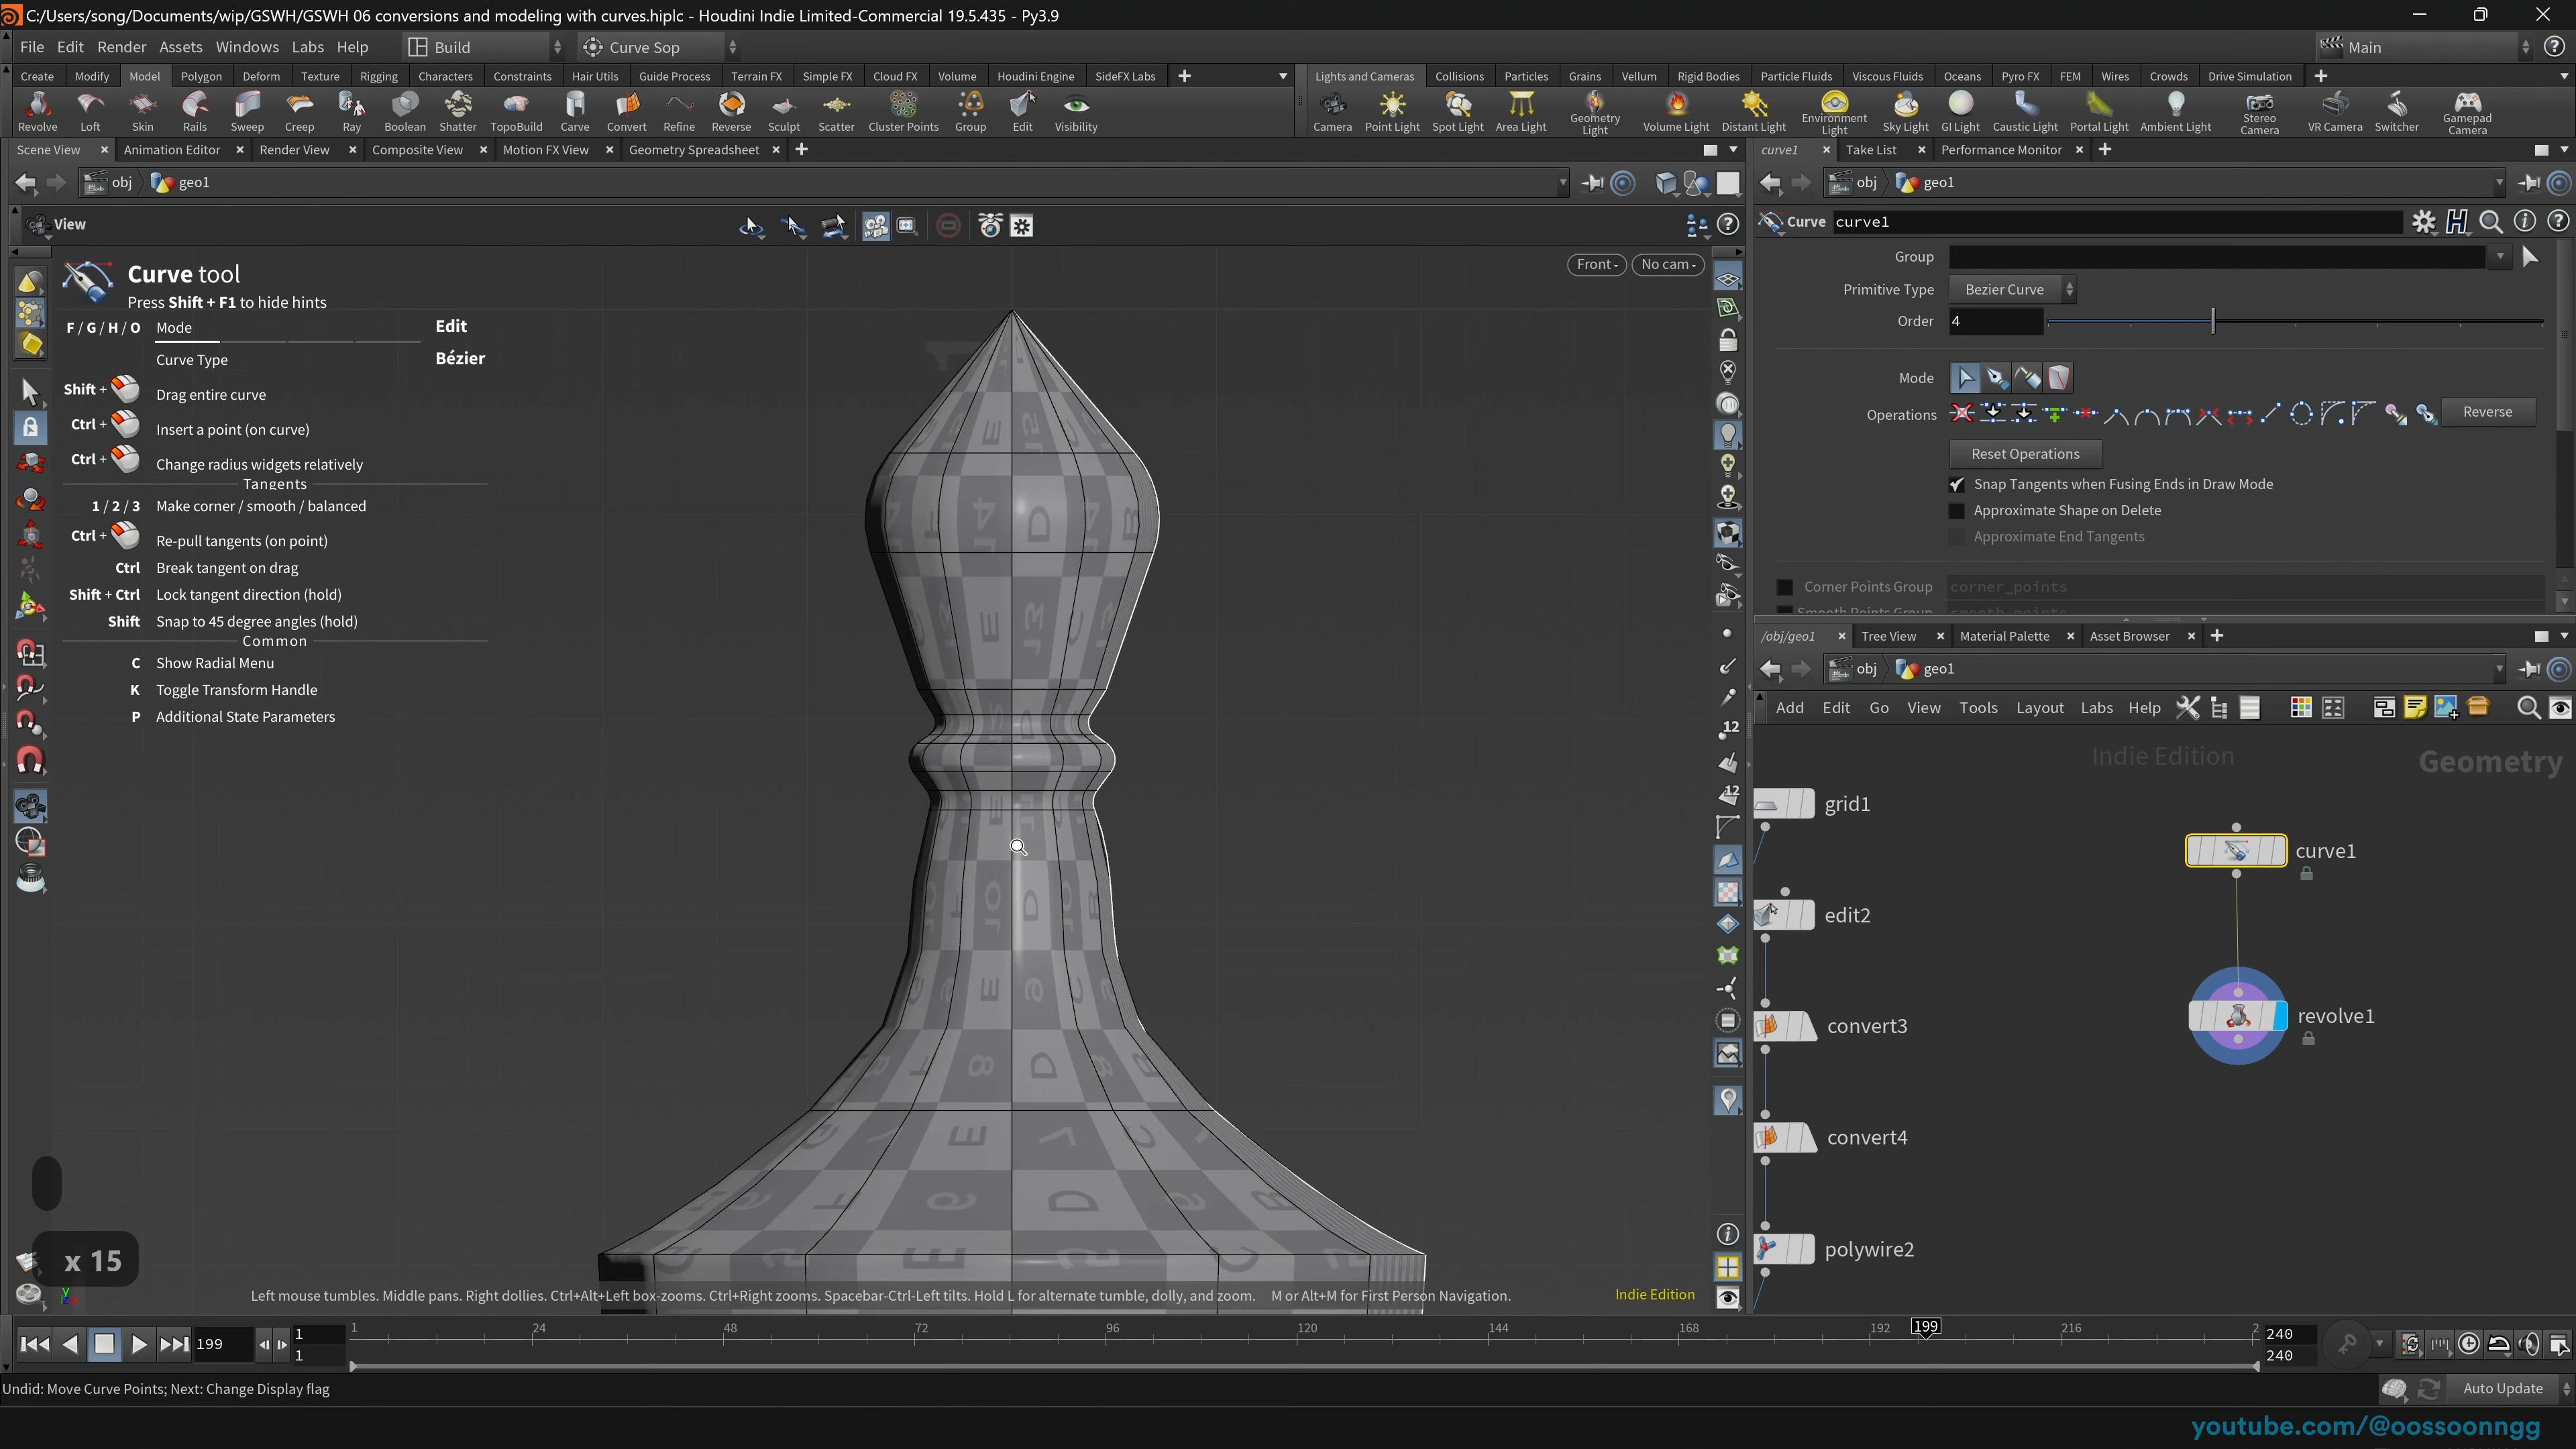 C:/Users/song/Documents/wip/GSWH/GSWH 06 conversions and modeling with curves.hiplc - Houdini Indie Limited-Commercial 19.5.435 - Py3.9
File Edit Render Assets Windows Labs Help Build Curve Sop Main
Create Modify Model Polygon Deform Texture Rigging Characters Constraints Hair Utils Guide Process Terrain FX Simple FX Cloud FX Volume Houdini Engine SideFX Labs
Lights and Cameras Collisions Particles Grains Vellum Rigid Bodies Particle Fluids Viscous Fluids Oceans Pyro FX FEM Wires Crowds Drive Simulation
Revolve Loft Skin Rails Sweep Creep Ray Boolean Shatter TopoBuild Carve Convert Refine Reverse Sculpt Scatter Cluster Points Group Edit Visibility
Camera Point Light Spot Light Area Light Geometry Light Volume Light Distant Light Environment Light Sky Light GI Light Caustic Light Portal Light Ambient Light Stereo Camera VR Camera Switcher Gamepad Camera
Scene View Animation Editor Render View Composite View Motion FX View Geometry Spreadsheet
curve1 Take List Performance Monitor
obj geo1
obj geo1
View
Curve curve1
Group
Primitive Type Bezier Curve
Order 4
Mode
Operations Reverse
Reset Operations
Snap Tangents when Fusing Ends in Draw Mode
Approximate Shape on Delete
Approximate End Tangents
Corner Points Group corner_points
Smooth Points Group smooth_points
Curve tool
Press Shift + F1 to hide hints
F / G / H / O Mode Edit
Curve Type Bézier
Shift + Drag entire curve
Ctrl + Insert a point (on curve)
Ctrl + Change radius widgets relatively
Tangents
1 / 2 / 3 Make corner / smooth / balanced
Ctrl + Re-pull tangents (on point)
Ctrl Break tangent on drag
Shift + Ctrl Lock tangent direction (hold)
Shift Snap to 45 degree angles (hold)
Common
C Show Radial Menu
K Toggle Transform Handle
P Additional State Parameters
Front No cam
12
12
x 15
Left mouse tumbles. Middle pans. Right dollies. Ctrl+Alt+Left box-zooms. Ctrl+Right zooms. Spacebar-Ctrl-Left tilts. Hold L for alternate tumble, dolly, and zoom. M or Alt+M for First Person Navigation.
Indie Edition
/obj/geo1 Tree View Material Palette Asset Browser
obj geo1
Add Edit Go View Tools Layout Labs Help
Indie Edition Geometry
grid1
curve1
edit2
revolve1
convert3
convert4
polywire2
199 1 1 1 24 48 72 96 120 144 168 192 199 216 2 240 240
Undid: Move Curve Points; Next: Change Display flag
Auto Update
youtube.com/@oossoonngg